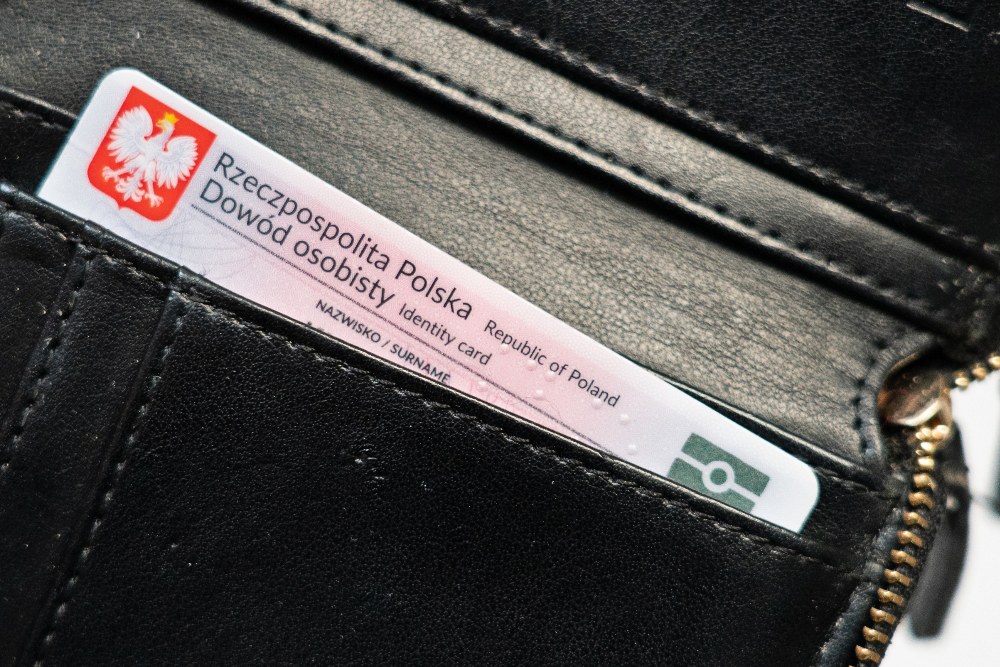 Rzeczpospolita Polska Republic of Poland
Dowód osobisty Identity card
NAZWISKO / SURNAME